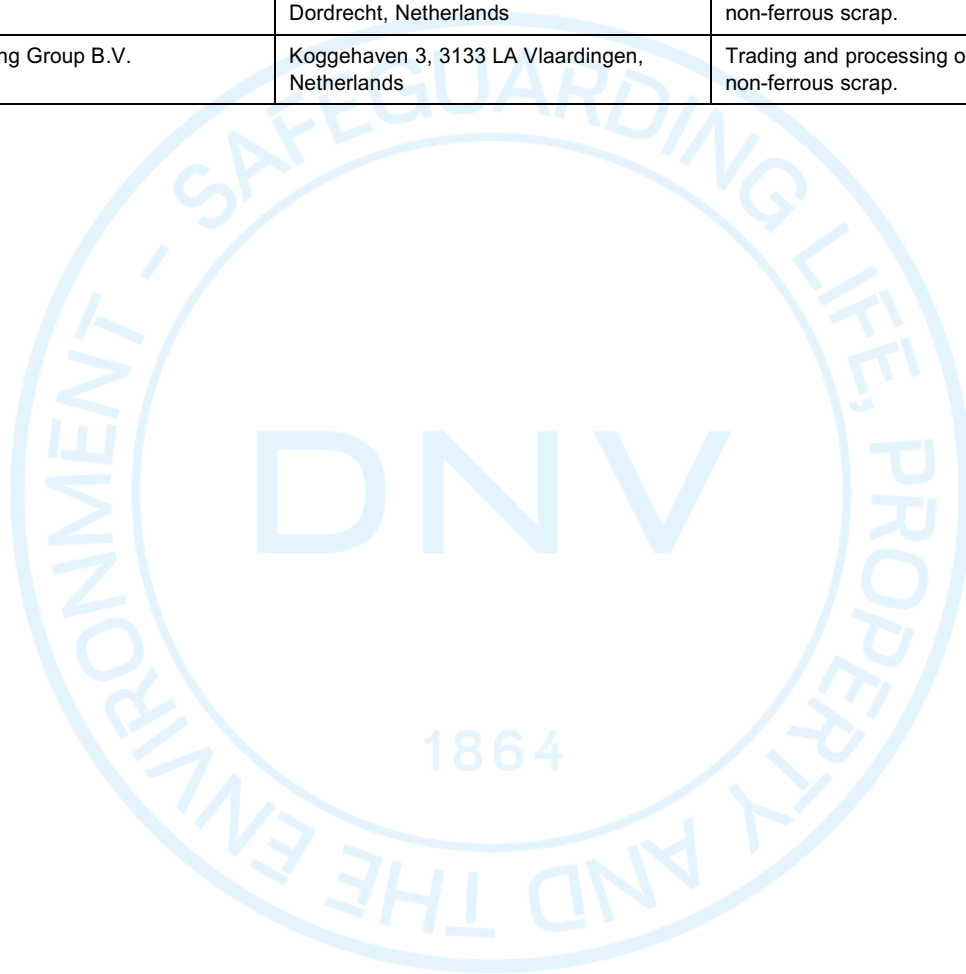 Dordrecht, Netherlands
non-ferrous scrap.
ng Group B.V.
Koggehaven 3, 3133 LA Vlaardingen,
Netherlands
Trading and processing o
non-ferrous scrap.
SAFEGUARDING LIFE, PROPERTY AND THE ENVIRONMENT -
DNV
1864